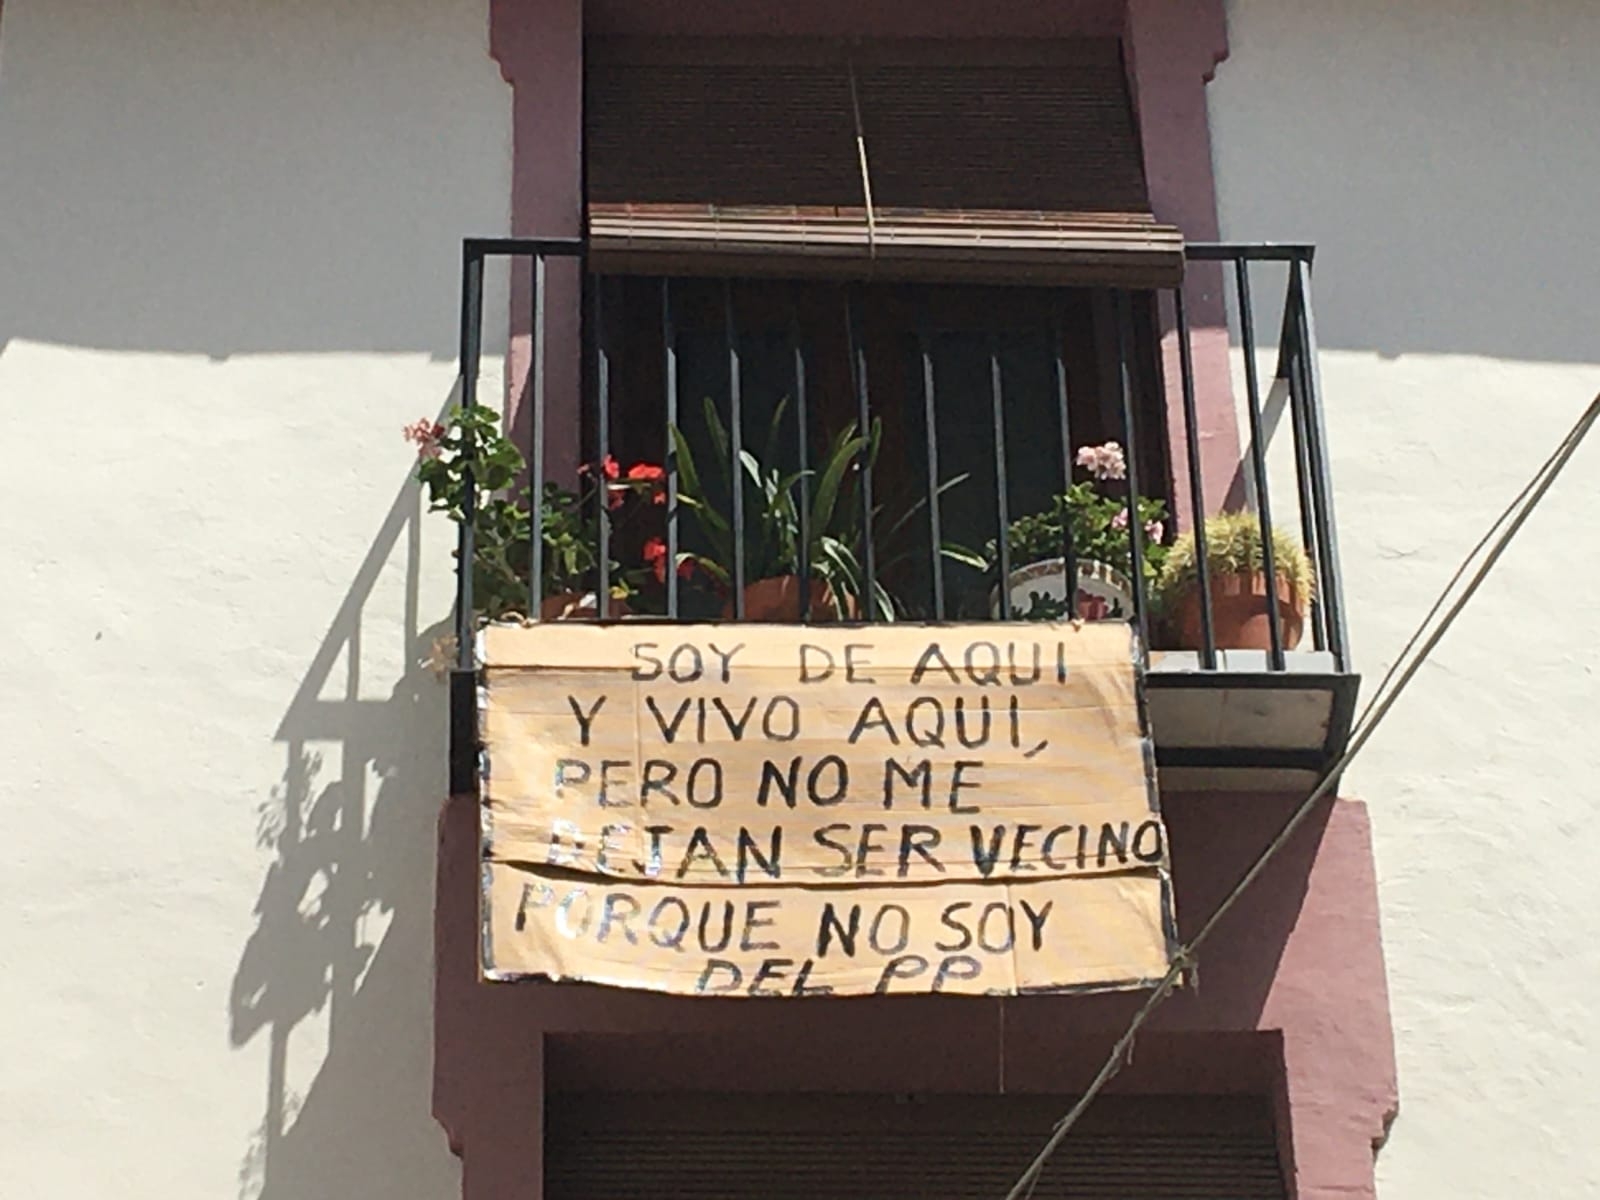 SOY DE AQUI
Y VIVO AQUI,
PERO NO ME
DEJAN SER VECINO
PORQUE NO SOY
DEL PP